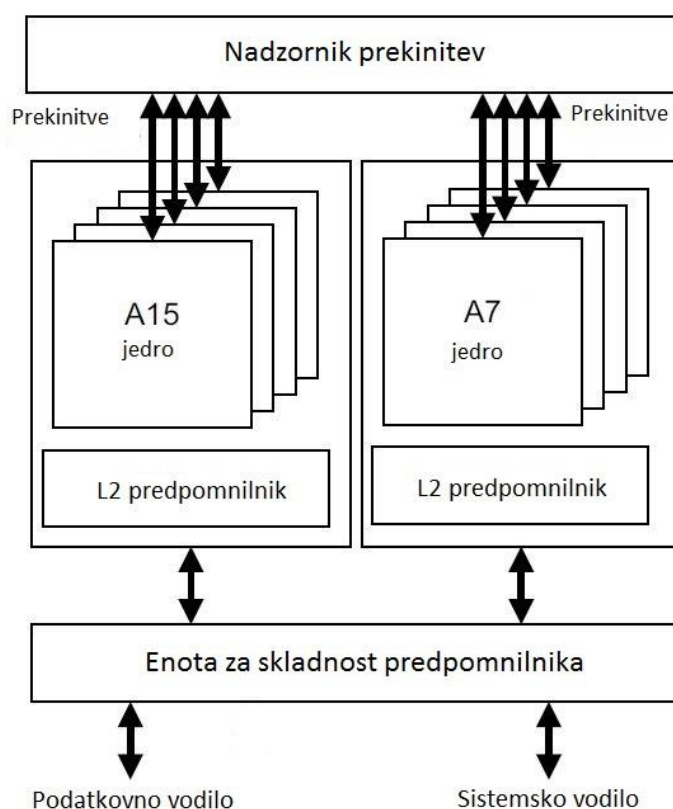 Nadzornik prekinitev
Prekinitve
Prekinitve
A15
jedro
A7
jedro
L2 predpomnilnik
L2 predpomnilnik
Enota za skladnost predpomnilnika
Podatkovno vodilo
Sistemsko vodilo